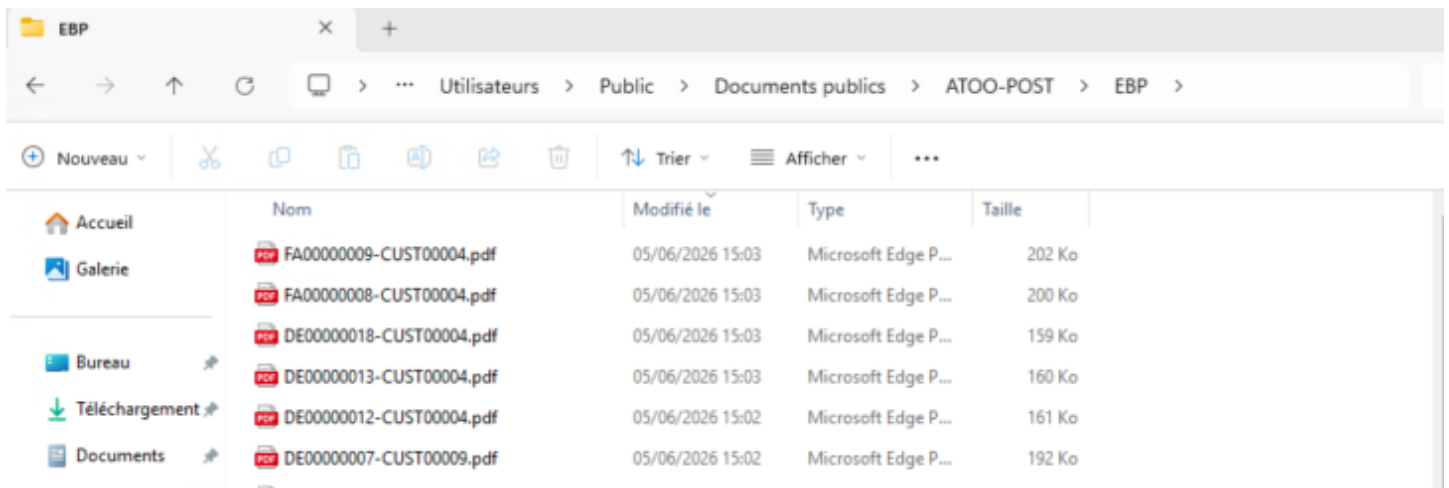 EBP
Utilisateurs > Public > Documents publics > ATOO-POST > EBP >
Nouveau Trier Afficher
Accueil
Galerie
Bureau
Téléchargement
Documents
Nom Modifié le Type Taille
FA00000009-CUST00004.pdf 05/06/2026 15:03 Microsoft Edge P... 202 Ko
FA00000008-CUST00004.pdf 05/06/2026 15:03 Microsoft Edge P... 200 Ko
DE00000018-CUST00004.pdf 05/06/2026 15:03 Microsoft Edge P... 159 Ko
DE00000013-CUST00004.pdf 05/06/2026 15:03 Microsoft Edge P... 160 Ko
DE00000012-CUST00004.pdf 05/06/2026 15:02 Microsoft Edge P... 161 Ko
DE00000007-CUST00009.pdf 05/06/2026 15:02 Microsoft Edge P... 192 Ko